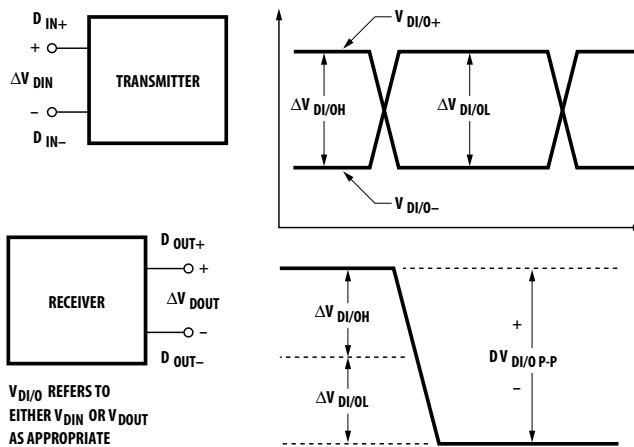 D IN+
+
ΔV DIN
TRANSMITTER
–
D IN–
V DI/O+
ΔV DI/OH
ΔV DI/OL
V DI/O–
D OUT+
+
RECEIVER
ΔV DOUT
–
D OUT–
V DI/O REFERS TO
EITHER V DIN OR V DOUT
AS APPROPRIATE
ΔV DI/OH
+
DV DI/O P-P
–
ΔV DI/OL